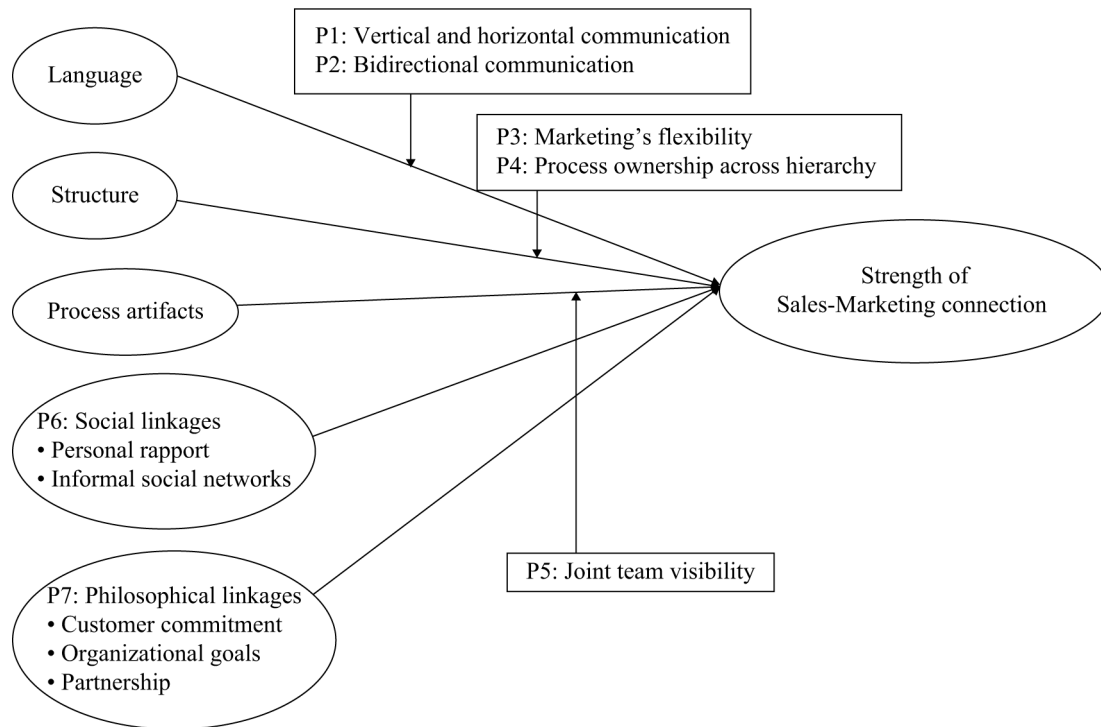 P1: Vertical and horizontal communication
P2: Bidirectional communication
Language
P3: Marketing’s flexibility
P4: Process ownership across hierarchy
Structure
Strength of
Sales-Marketing connection
Process artifacts
P6: Social linkages
• Personal rapport
• Informal social networks
P5: Joint team visibility
P7: Philosophical linkages
• Customer commitment
• Organizational goals
• Partnership